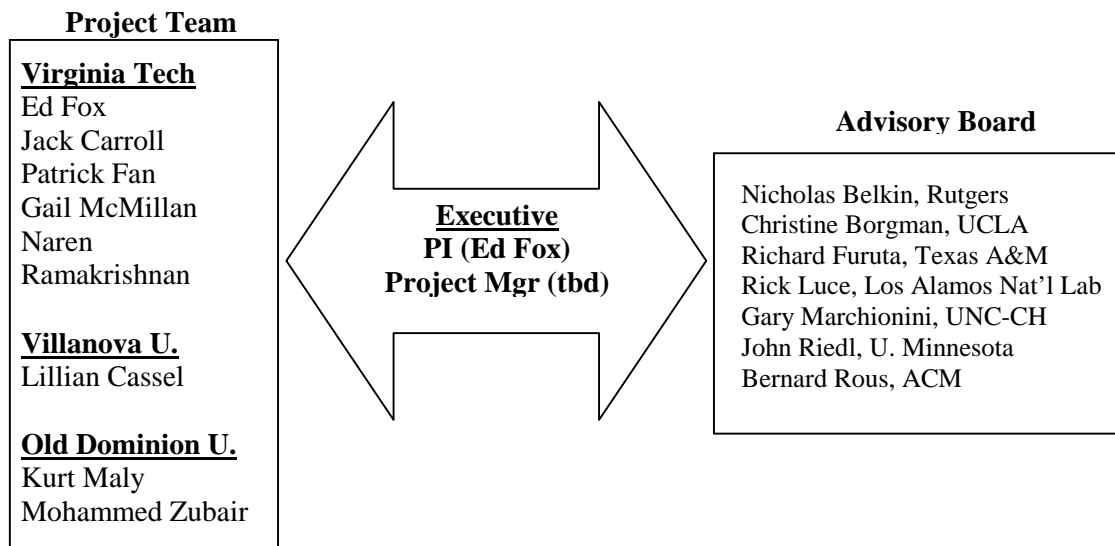 Project Team
Virginia Tech
Ed Fox
Jack Carroll
Patrick Fan
Gail McMillan
Naren
Ramakrishnan
Villanova U.
Lillian Cassel
Old Dominion U.
Kurt Maly
Mohammed Zubair
Executive
PI (Ed Fox)
Project Mgr (tbd)
Advisory Board
Nicholas Belkin, Rutgers
Christine Borgman, UCLA
Richard Furuta, Texas A&M
Rick Luce, Los Alamos Nat’l Lab
Gary Marchionini, UNC-CH
John Riedl, U. Minnesota
Bernard Rous, ACM